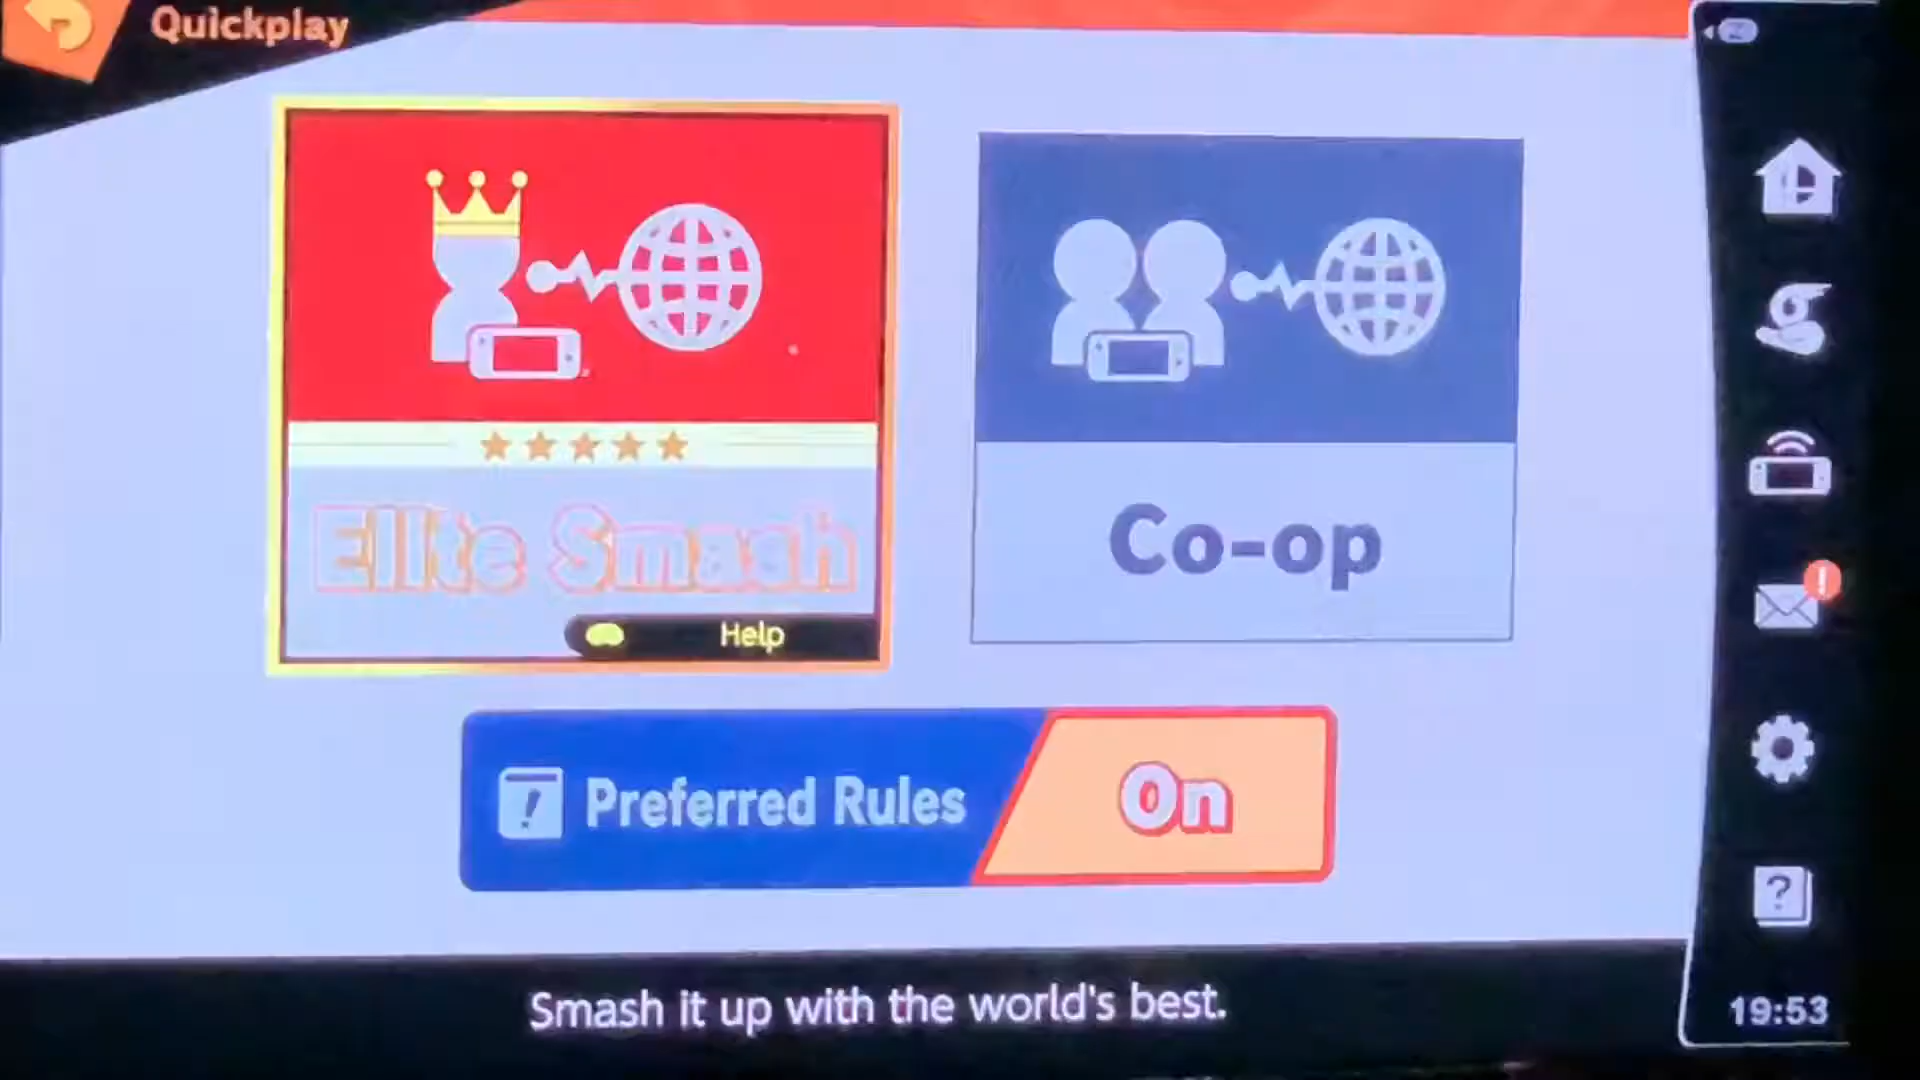 Quickplay
Elite Smash
Help
Co-op
Preferred Rules
On
Smash it up with the world's best.
19:53